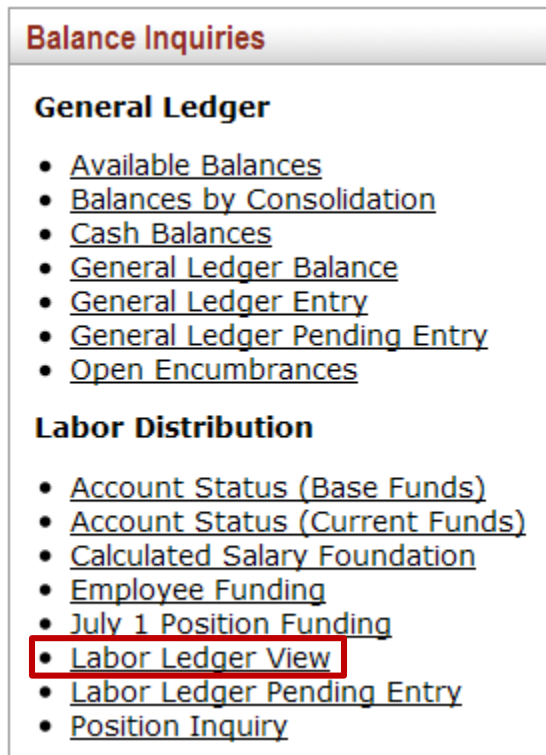 Balance Inquiries
General Ledger
• Available Balances
• Balances by Consolidation
• Cash Balances
• General Ledger Balance
• General Ledger Entry
• General Ledger Pending Entry
• Open Encumbrances
Labor Distribution
• Account Status (Base Funds)
• Account Status (Current Funds)
• Calculated Salary Foundation
• Employee Funding
• July 1 Position Funding
• Labor Ledger View
• Labor Ledger Pending Entry
• Position Inquiry